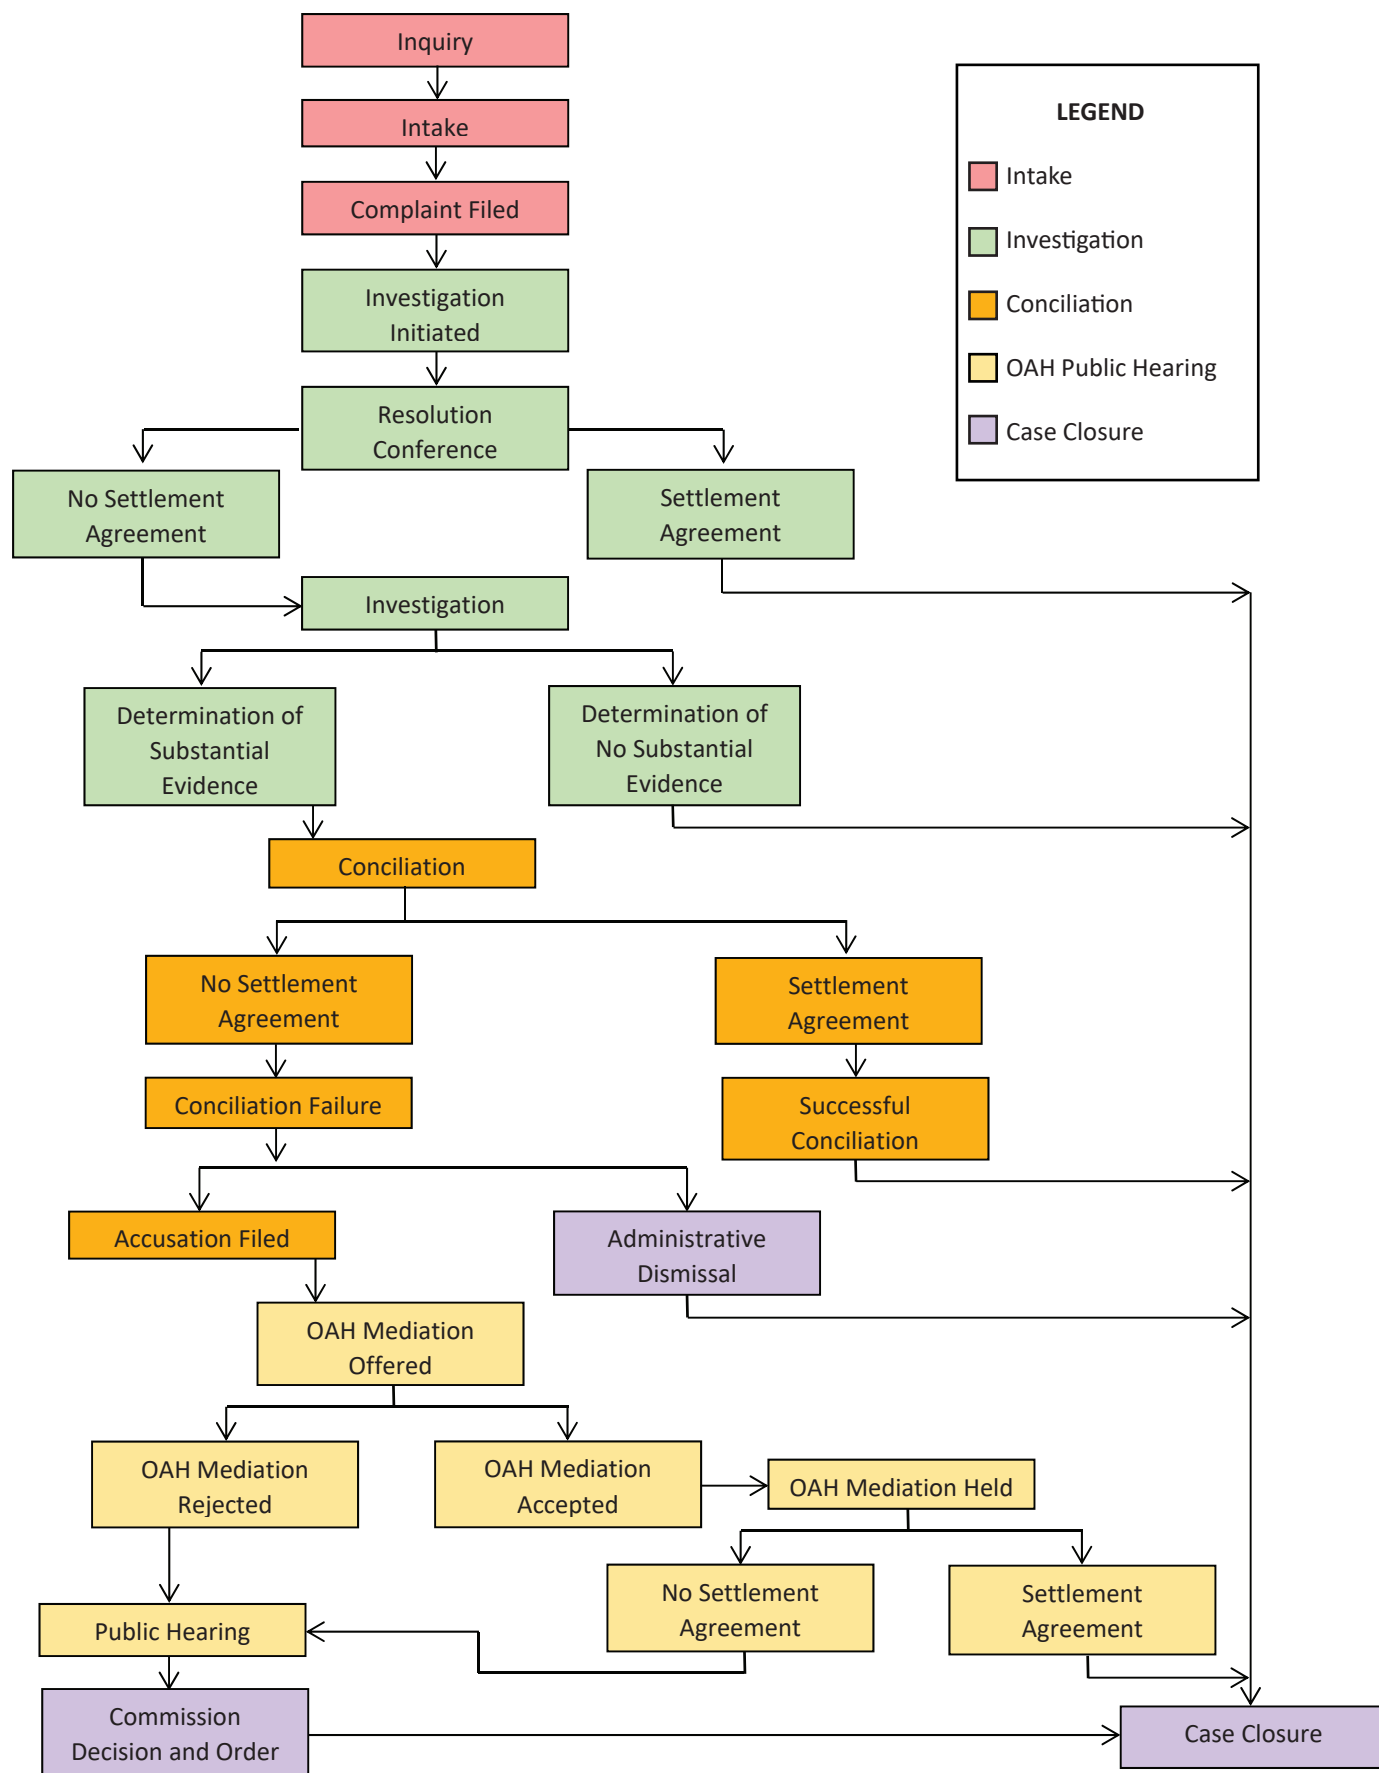 Inquiry
Intake
Complaint Filed
Investigation
Initiated
Resolution
Conference
No Settlement
Agreement
Settlement
Agreement
Investigation
Determination of
Substantial
Evidence
Determination of
No Substantial
Evidence
Conciliation
No Settlement
Agreement
Settlement
Agreement
Conciliation Failure
Successful
Conciliation
Accusation Filed
Administrative
Dismissal
OAH Mediation
Offered
OAH Mediation
Rejected
OAH Mediation
Accepted
OAH Mediation Held
No Settlement
Agreement
Settlement
Agreement
Public Hearing
Commission
Decision and Order
Case Closure
LEGEND
Intake
Investigation
Conciliation
OAH Public Hearing
Case Closure